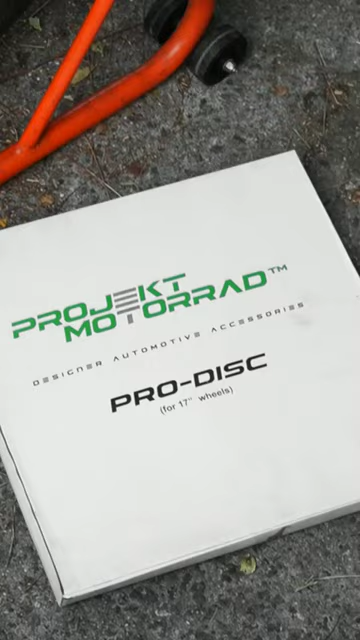 PROJEKT
MOTORRAD™
DESIGNER AUTOMOTIVE ACCESSORIES
PRO-DISC
(for 17" wheels)